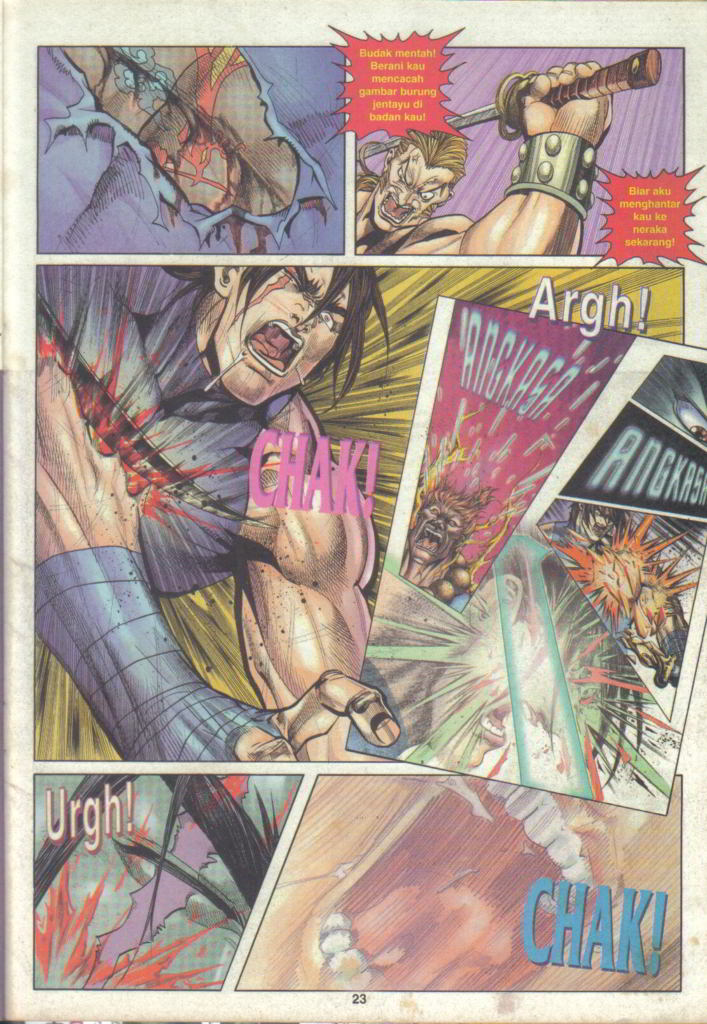 Budak mentah!
Berani kau
mencacah
gambar burung
jentayu di
badan kau!
Biar aku
menghantar
kau ke
neraka
sekarang!
Argh!
ANGKASA
ANGKASA
CHAK!
Urgh!
CHAK!
23